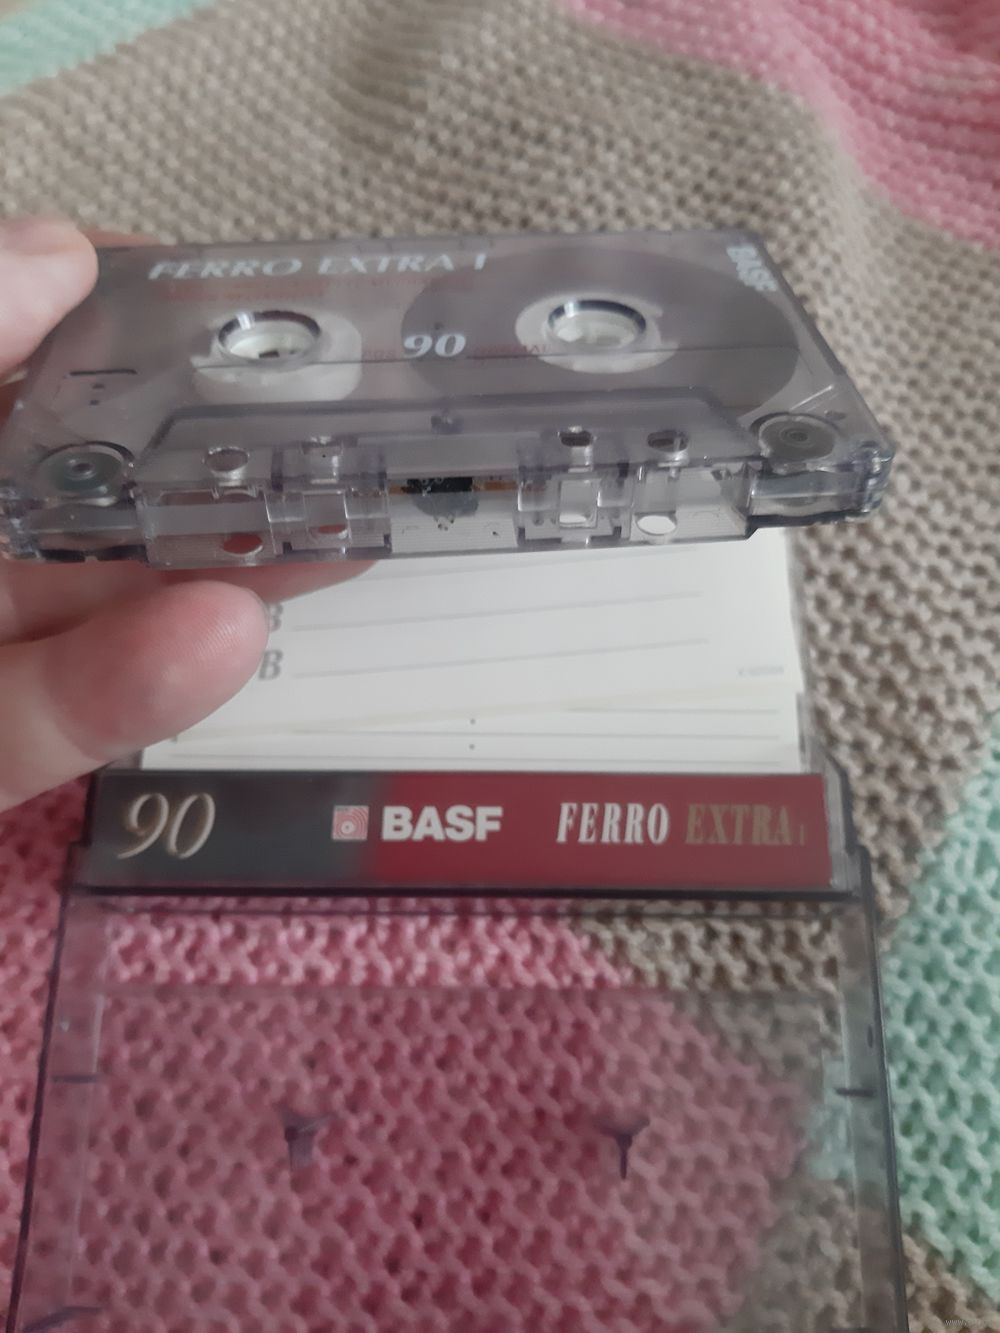 FERRO EXTRA I
BASF
90
B
B
90 BASF FERRO EXTRA I